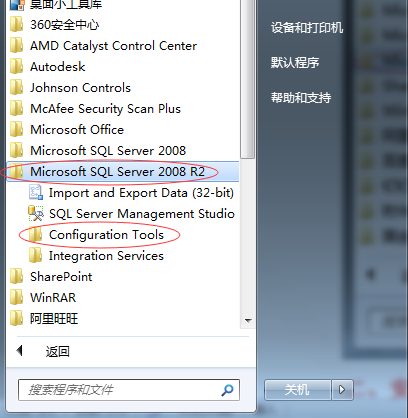 桌面小工具库
360安全中心
AMD Catalyst Control Center
Autodesk
Johnson Controls
McAfee Security Scan Plus
Microsoft Office
Microsoft SQL Server 2008
Microsoft SQL Server 2008 R2
Import and Export Data (32-bit)
SQL Server Management Studio
Configuration Tools
Integration Services
SharePoint
WinRAR
阿里旺旺
返回
搜索程序和文件
设备和打印机
默认程序
帮助和支持
关机